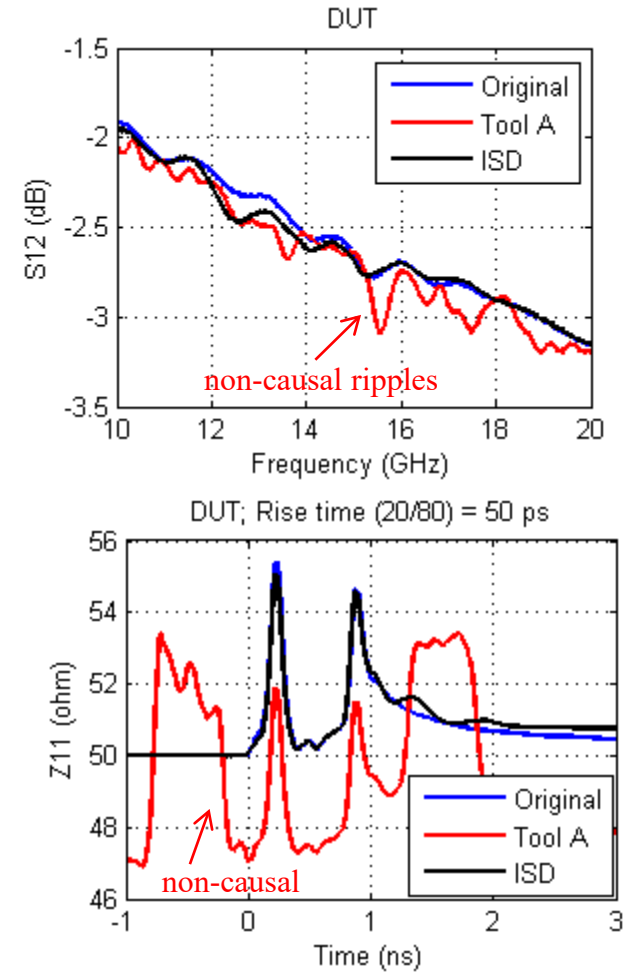 DUT
-1.5
-2
-2.5
-3
-3.5
S12 (dB)
Original
Tool A
ISD
non-causal ripples
10 12 14 16 18 20
Frequency (GHz)
DUT; Rise time (20/80) = 50 ps
56
54
52
50
48
46
Z11 (ohm)
non-causal
Original
Tool A
ISD
-1 0 1 2 3
Time (ns)